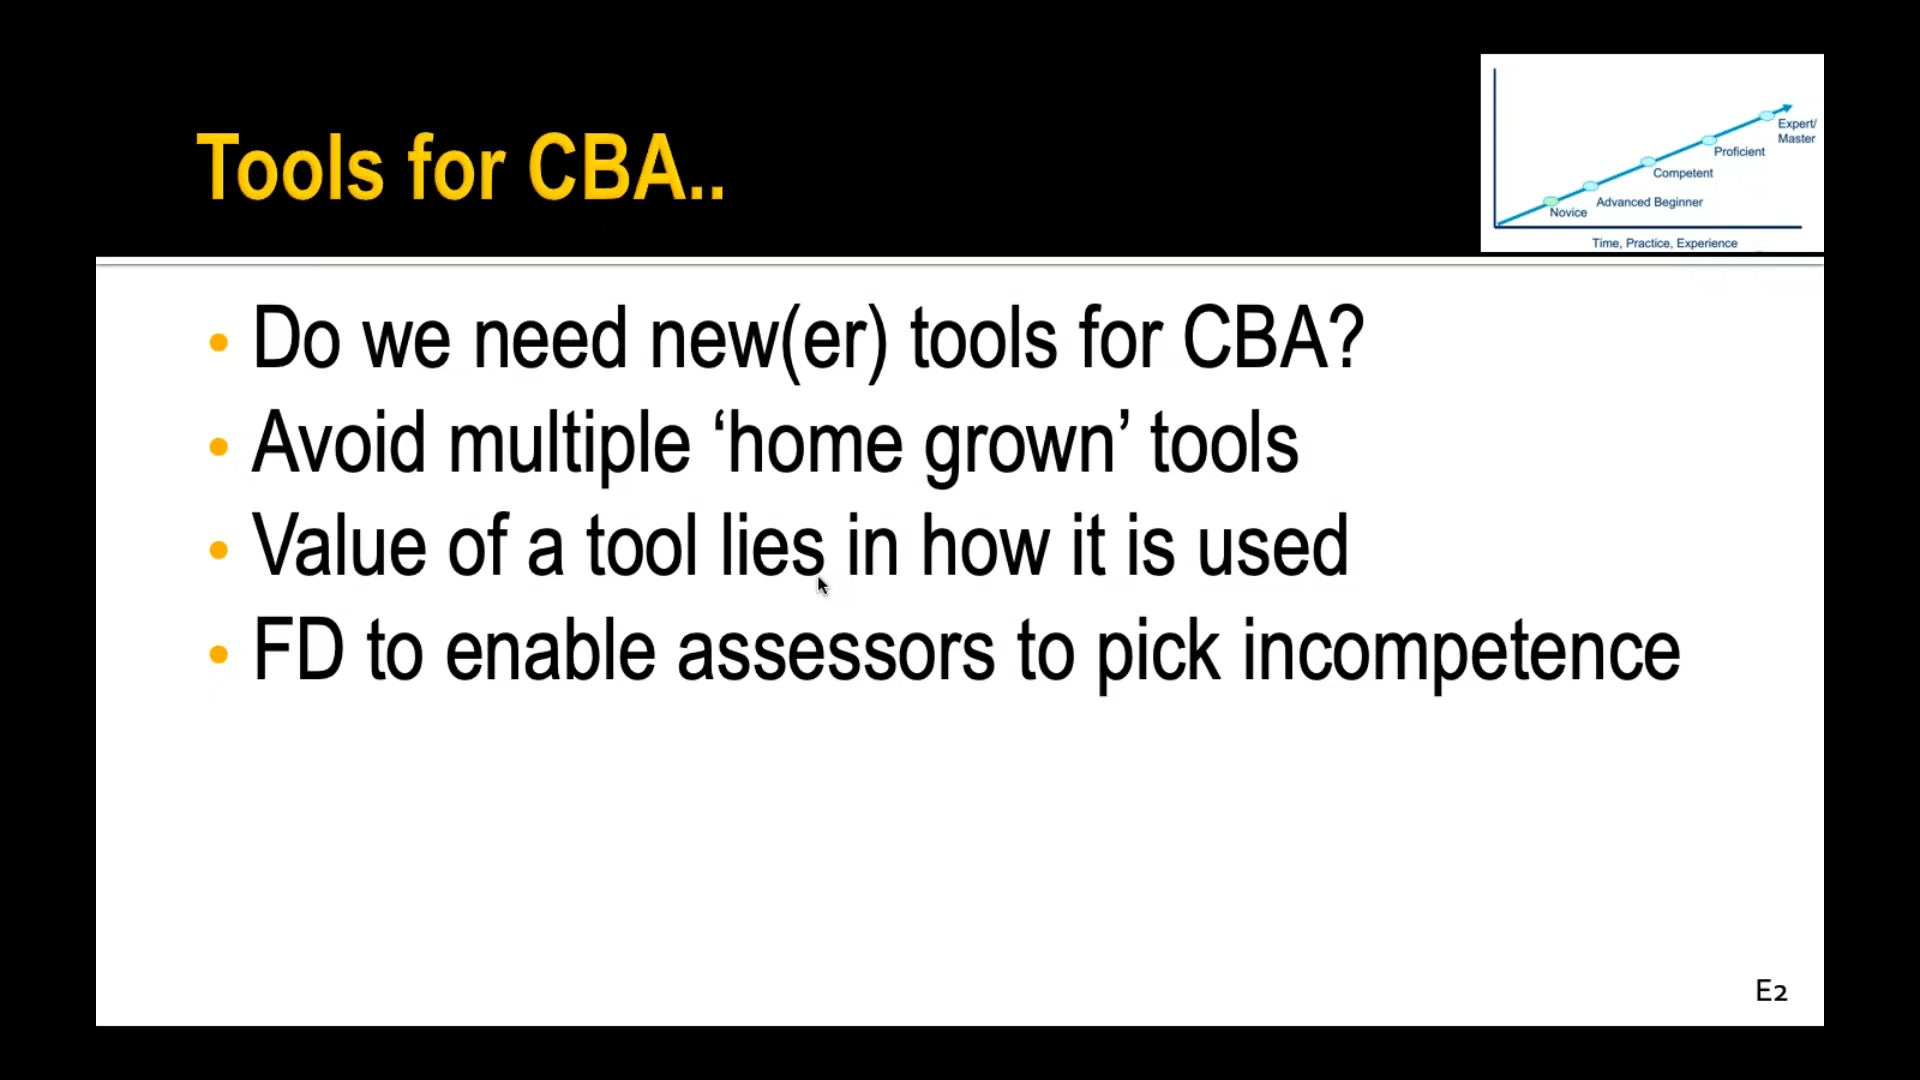 Tools for CBA..
Expert/
Master
Proficient
Competent
Advanced Beginner
Novice
Time, Practice, Experience
• Do we need new(er) tools for CBA?
• Avoid multiple ‘home grown’ tools
• Value of a tool lies in how it is used
• FD to enable assessors to pick incompetence
E2